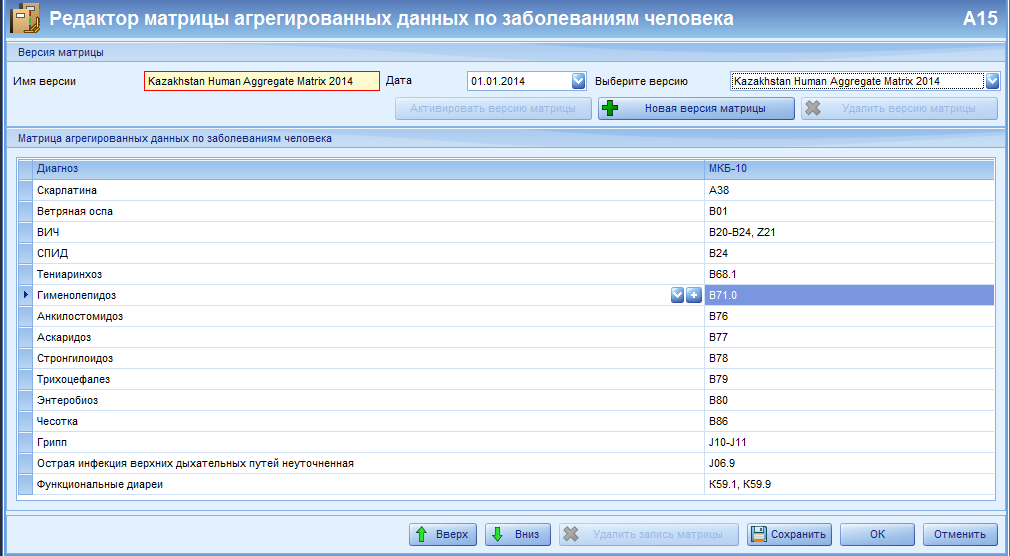 Редактор матрицы агрегированных данных по заболеваниям человека A15
Версия матрицы
Имя версии Kazakhstan Human Aggregate Matrix 2014 Дата 01.01.2014 Выберите версию Kazakhstan Human Aggregate Matrix 2014
Активировать версию матрицы Новая версия матрицы Удалить версию матрицы
Матрица агрегированных данных по заболеваниям человека
Диагноз МКБ-10
Скарлатина A38
Ветряная оспа B01
ВИЧ B20-B24, Z21
СПИД B24
Тениаринхоз B68.1
Гименолепидоз B71.0
Анкилостомидоз B76
Аскаридоз B77
Стронгилоидоз B78
Трихоцефалез B79
Энтеробиоз B80
Чесотка B86
Грипп J10-J11
Острая инфекция верхних дыхательных путей неуточненная J06.9
Функциональные диареи K59.1, K59.9
Вверх Вниз Удалить запись матрицы Сохранить ОК Отменить